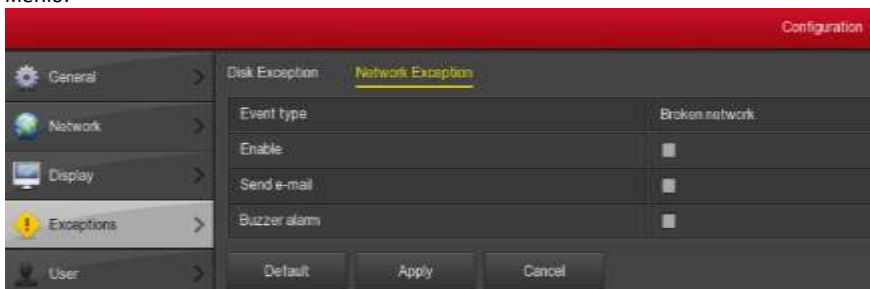 Configuration
General
Disk Exception Network Exception
Event type Broken network
Network
Enable
Display
Send e-mail
Exceptions
Buzzer alarm
User
Default Apply Cancel